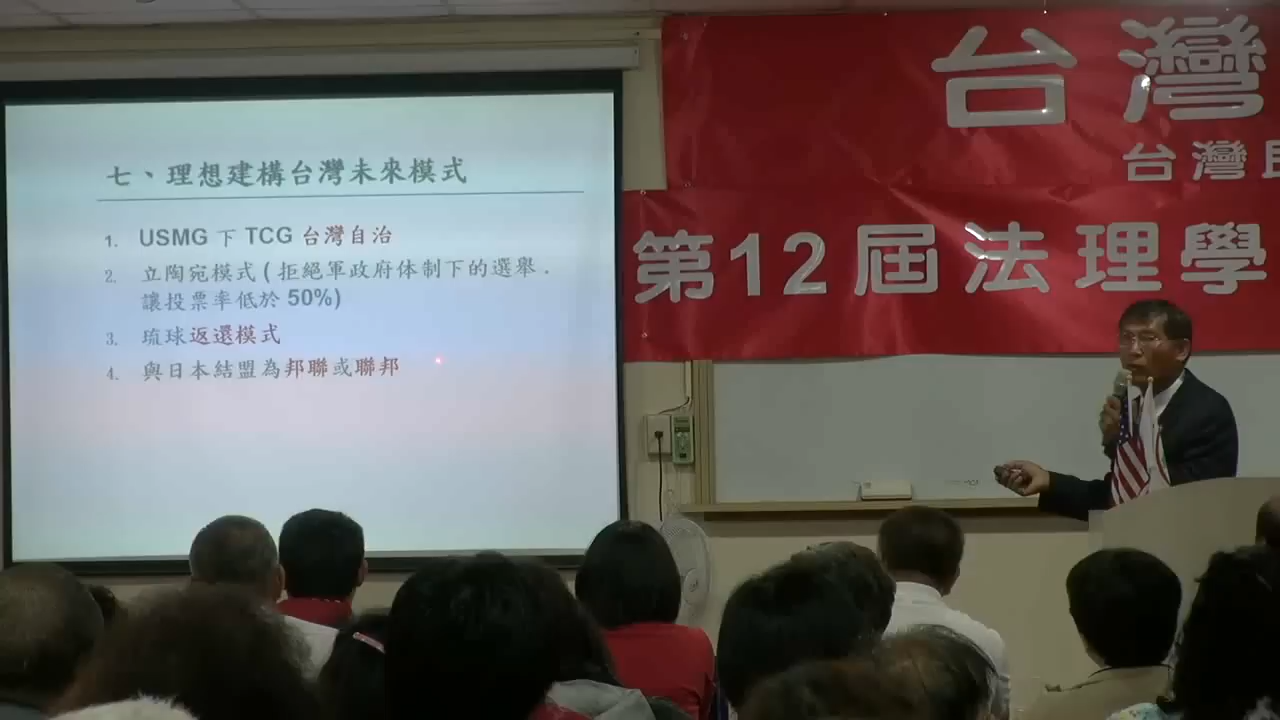 七、理想建構台灣未來模式
1. USMG 下 TCG 台灣自治
2. 立陶宛模式 ( 拒絕軍政府体制下的選舉 .
讓投票率低於 50%)
3. 琉球返還模式
4. 與日本結盟為邦聯或聯邦
台灣
台灣
第12屆法理學